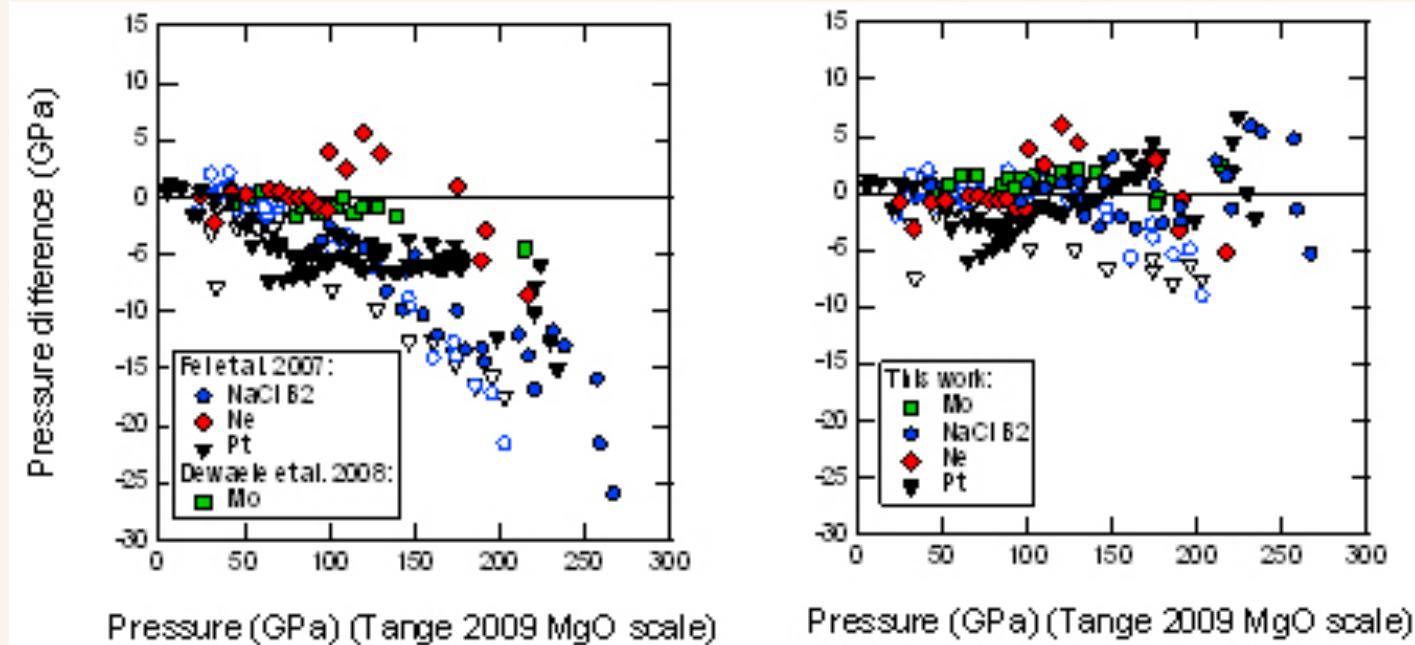 Pressure difference (GPa)
15
10
5
0
-5
-10
-15
-20
-25
-30
0 50 100 150 200 250 300
Fei et al. 2007:
NaCl B2
Ne
Pt
Dewaele et al. 2008:
Mo
Pressure (GPa) (Tange 2009 MgO scale)
15
10
5
0
-5
-10
-15
-20
-25
-30
0 50 100 150 200 250 300
This work:
Mo
NaCl B2
Ne
Pt
Pressure (GPa) (Tange 2009 MgO scale)